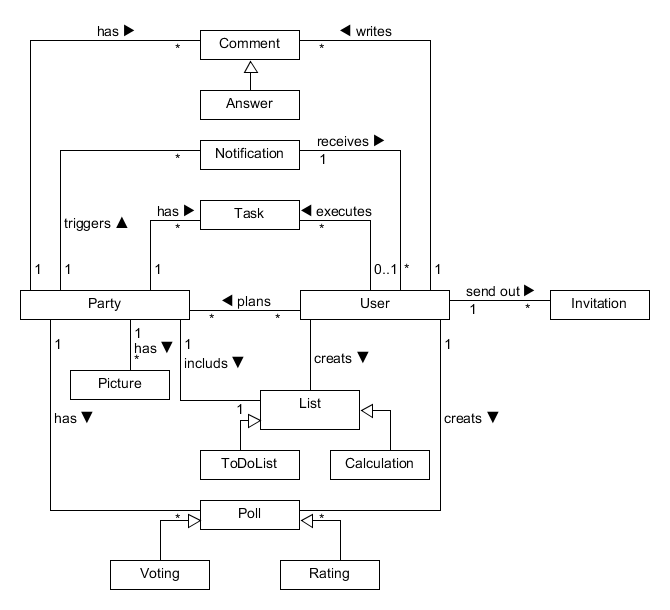 has ▶
Comment
◀ writes
*
*
Answer
Notification
receives ▶
*
1
triggers ▲
has ▶
Task
◀ executes
*
*
1
1
1
0..1
*
1
Party
◀ plans
User
send out ▶
Invitation
*
*
1
*
1
1
has ▼
*
1
includs ▼
creats ▼
1
Picture
has ▼
1
List
creats ▼
ToDoList
Calculation
Poll
*
*
Voting
Rating